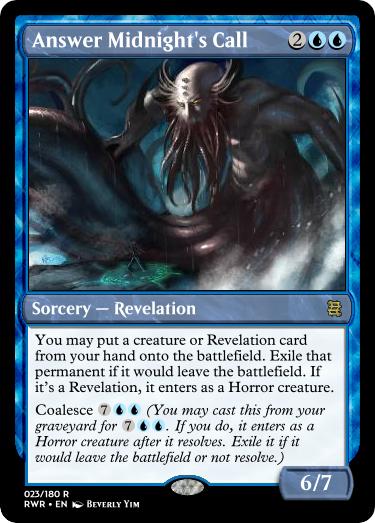 Answer Midnight's Call 2
Sorcery — Revelation
You may put a creature or Revelation card
from your hand onto the battlefield. Exile that
permanent if it would leave the battlefield. If
it's a Revelation, it enters as a Horror creature.
Coalesce 7 (You may cast this from your
graveyard for 7. If you do, it enters as a
Horror creature after it resolves. Exile it if it
would leave the battlefield or not resolve.)
6/7
023/180 R
RWR • EN Beverly Yim